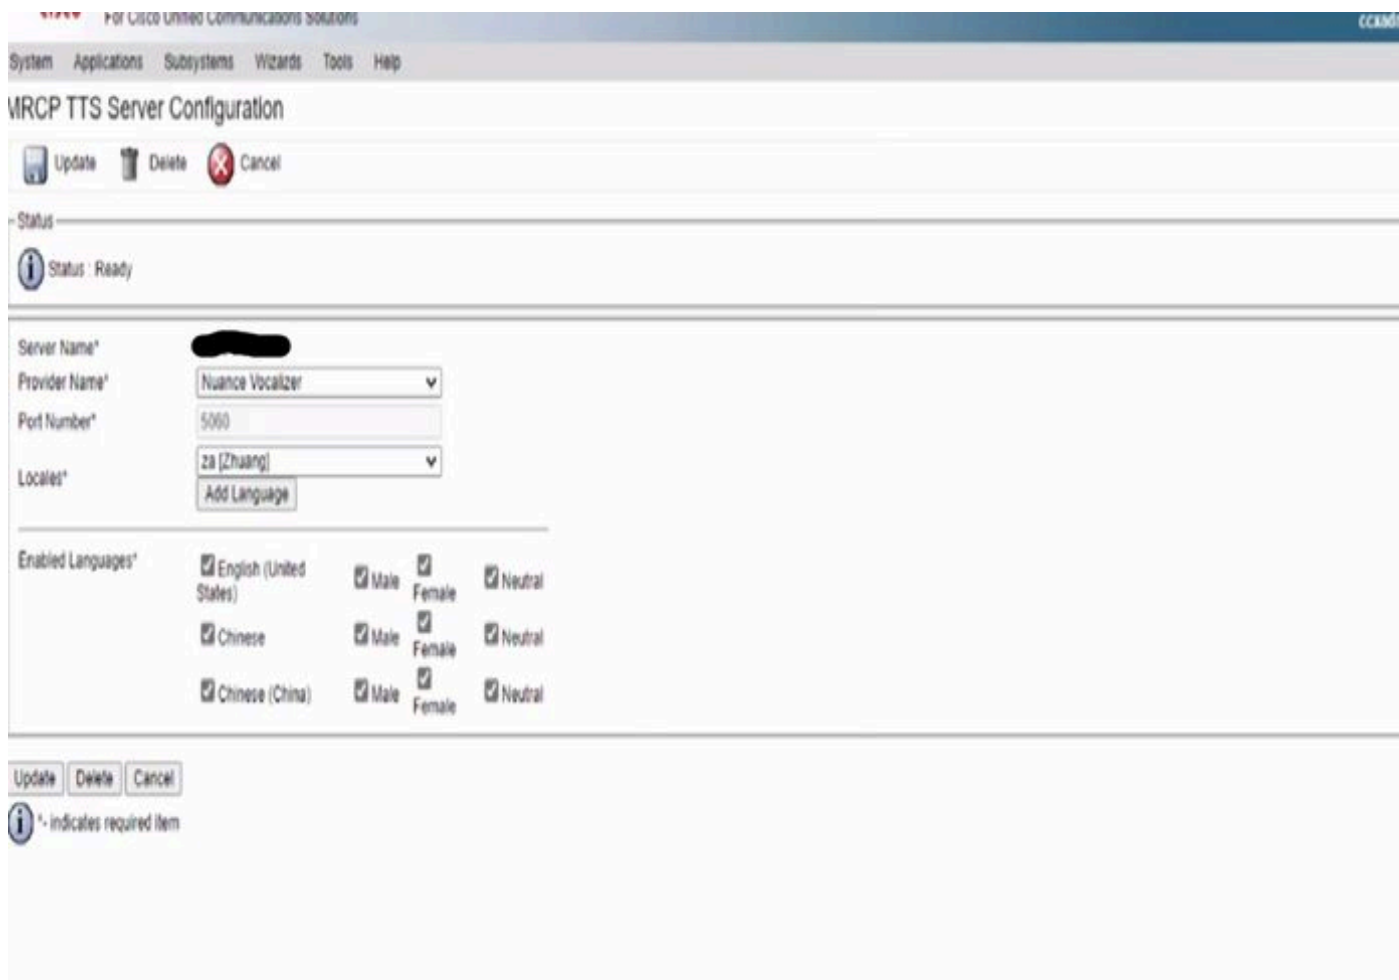 For Cisco Unified Communications Solutions
System Applications Subsystems Wizards Tools Help
MRCP TTS Server Configuration
Update Delete Cancel
Status
Status : Ready
Server Name*
Provider Name* Nuance Vocalizer
Port Number* 5060
Locales* za [Zhuang]
Add Language
Enabled Languages* English (United States) Male Female Neutral
Chinese Male Female Neutral
Chinese (China) Male Female Neutral
Update Delete Cancel
*- indicates required item